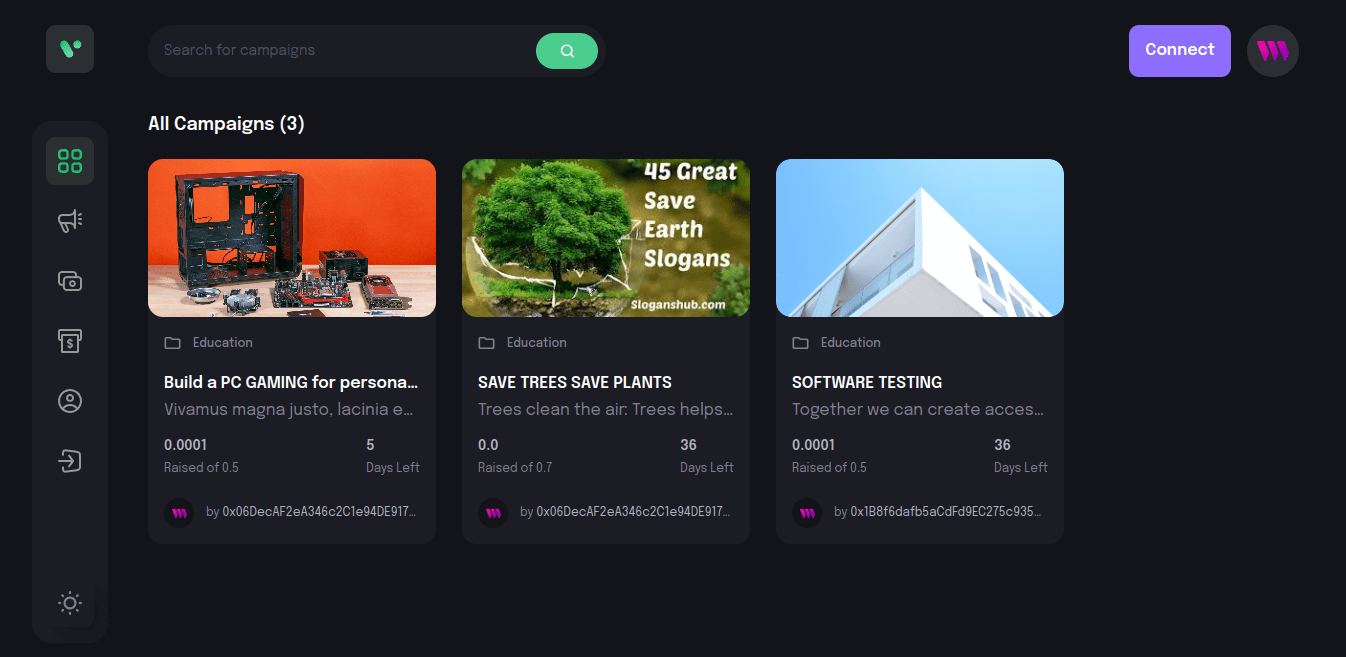 Search for campaigns
Connect
All Campaigns (3)
45 Great
Save
Earth
Slogans
Sloganshub.com
Education
Build a PC GAMING for persona...
Vivamus magna justo, lacinia e...
0.0001
5
Raised of 0.5
Days Left
by 0x06DecAF2eA346c2C1e94DE917...
Education
SAVE TREES SAVE PLANTS
Trees clean the air: Trees helps...
0.0
36
Raised of 0.7
Days Left
by 0x06DecAF2eA346c2C1e94DE917...
Education
SOFTWARE TESTING
Together we can create acces...
0.0001
36
Raised of 0.5
Days Left
by 0x1B8f6dafb5aCdFd9EC275c935...